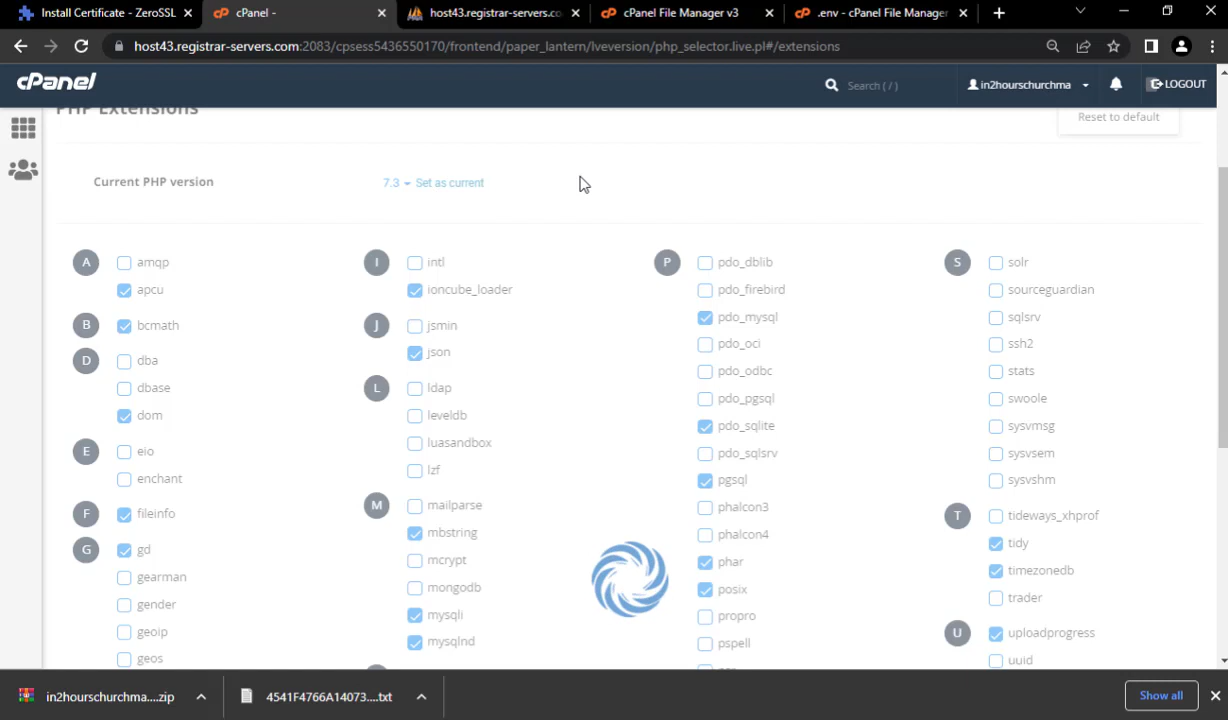 Install Certificate - ZeroSSL
cPanel -
host43.registrar-servers.co
cPanel File Manager v3
.env - cPanel File Manager
host43.registrar-servers.com:2083/cpsess5436550170/frontend/paper_lantern/lveversion/php_selector.live.pl#/extensions
cPanel
Search ( / )
in2hourschurchma
LOGOUT
PHP Extensions
Reset to default
Current PHP version
7.3
Set as current
A
amqp
apcu
B
bcmath
D
dba
dbase
dom
E
eio
enchant
F
fileinfo
G
gd
gearman
gender
geoip
geos
I
intl
ioncube_loader
J
jsmin
json
L
ldap
leveldb
luasandbox
lzf
M
mailparse
mbstring
mcrypt
mongodb
mysqli
mysqlnd
P
pdo_dblib
pdo_firebird
pdo_mysql
pdo_oci
pdo_odbc
pdo_pgsql
pdo_sqlite
pdo_sqlsrv
pgsql
phalcon3
phalcon4
phar
posix
propro
pspell
S
solr
sourceguardian
sqlsrv
ssh2
stats
swoole
sysvmsg
sysvsem
sysvshm
T
tideways_xhprof
tidy
timezonedb
trader
U
uploadprogress
uuid
in2hourschurchma....zip
4541F4766A14073....txt
Show all